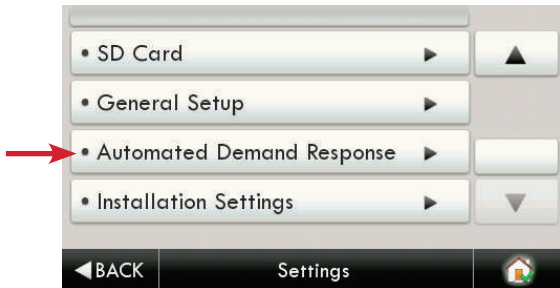 • SD Card
• General Setup
• Automated Demand Response
• Installation Settings
BACK Settings